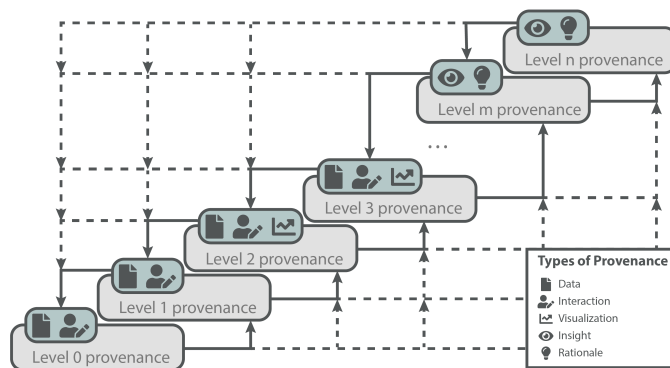 Level n provenance
Level m provenance
...
Level 3 provenance
Level 2 provenance
Level 1 provenance
Level 0 provenance
Types of Provenance
Data
Interaction
Visualization
Insight
Rationale